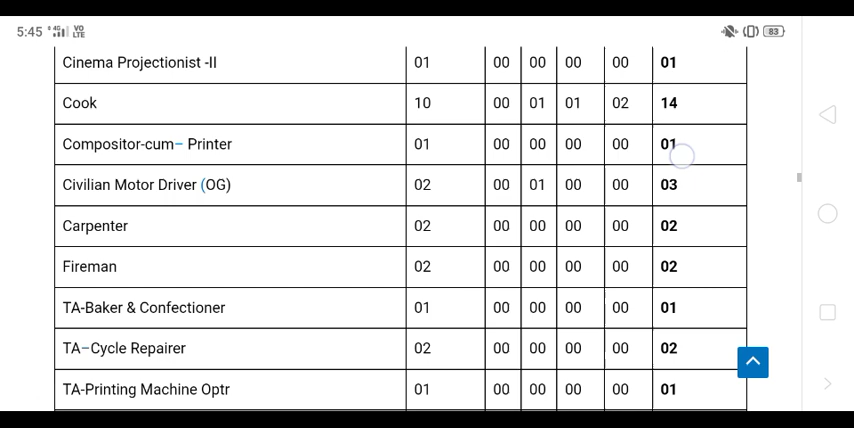 5:45 4G VO LTE 83
Cinema Projectionist -II 01 00 00 00 00 01
Cook 10 00 01 01 02 14
Compositor-cum– Printer 01 00 00 00 00 01
Civilian Motor Driver (OG) 02 00 01 00 00 03
Carpenter 02 00 00 00 00 02
Fireman 02 00 00 00 00 02
TA-Baker & Confectioner 01 00 00 00 00 01
TA–Cycle Repairer 02 00 00 00 00 02
TA-Printing Machine Optr 01 00 00 00 00 01